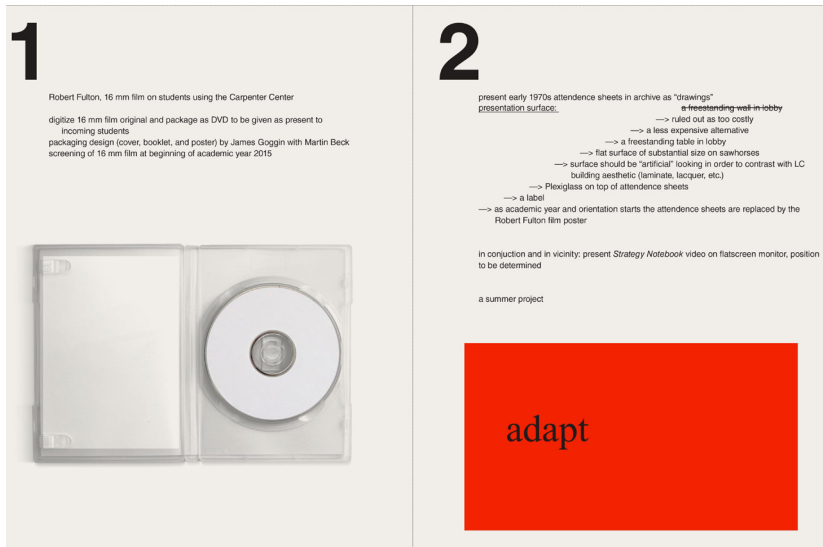 1
Robert Fulton, 16 mm film on students using the Carpenter Center
digitize 16 mm film original and package as DVD to be given as present to
incoming students
packaging design (cover, booklet, and poster) by James Goggin with Martin Beck
screening of 16 mm film at beginning of academic year 2015
2
present early 1970s attendence sheets in archive as “drawings”
presentation surface: a freestanding wall in lobby
—> ruled out as too costly
—> a less expensive alternative
—> a freestanding table in lobby
—> flat surface of substantial size on sawhorses
—> surface should be “artificial” looking in order to contrast with LC
building aesthetic (laminate, lacquer, etc.)
—> Plexiglass on top of attendence sheets
—> a label
—> as academic year and orientation starts the attendence sheets are replaced by the
Robert Fulton film poster
in conjuction and in vicinity: present Strategy Notebook video on flatscreen monitor, position
to be determined
a summer project
adapt